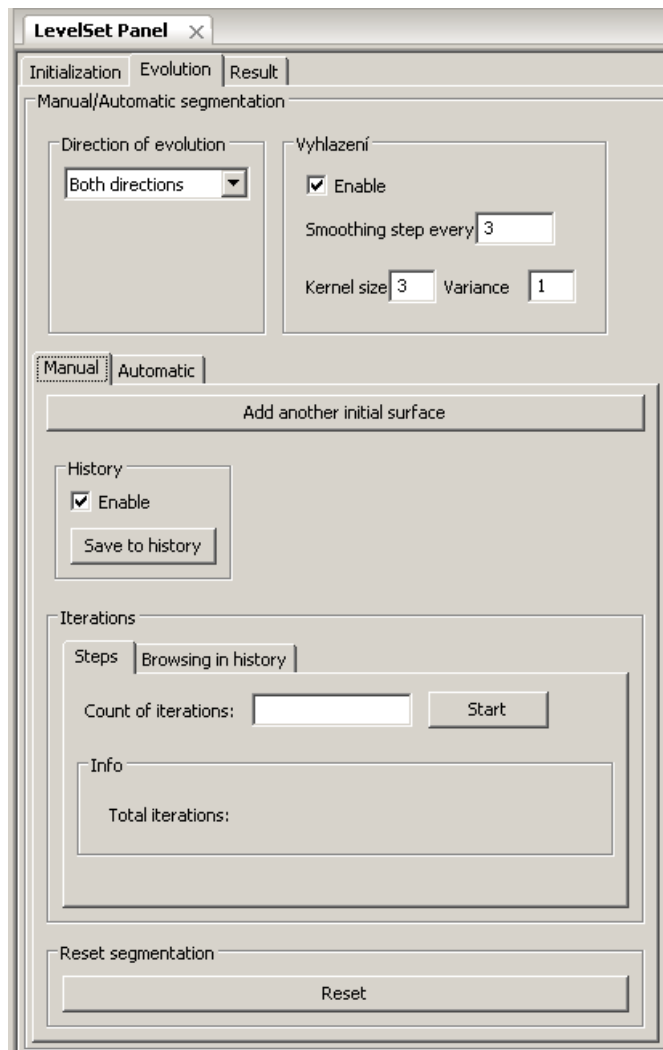 LevelSet Panel
Initialization Evolution Result
Manual/Automatic segmentation
Direction of evolution
Both directions
Vyhlazení
Enable
Smoothing step every 3
Kernel size 3 Variance 1
Manual Automatic
Add another initial surface
History
Enable
Save to history
Iterations
Steps Browsing in history
Count of iterations: Start
Info
Total iterations:
Reset segmentation
Reset